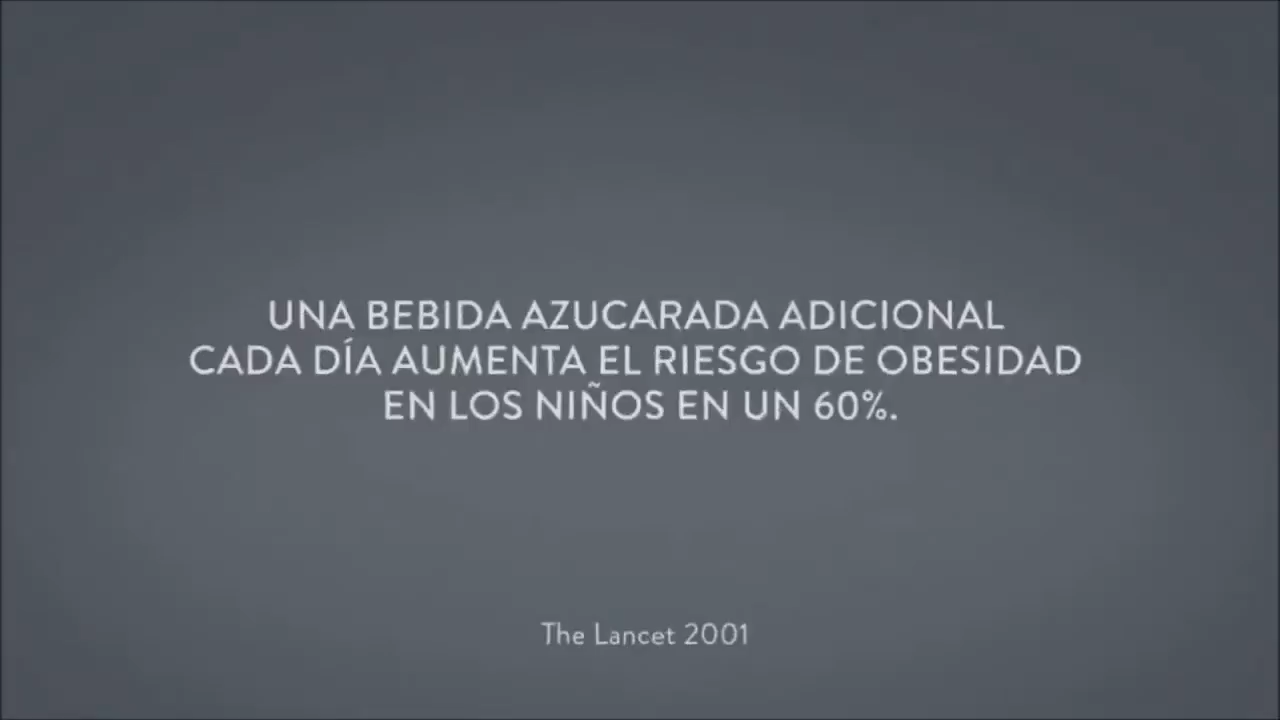 UNA BEBIDA AZUCARADA ADICIONAL
CADA DÍA AUMENTA EL RIESGO DE OBESIDAD
EN LOS NIÑOS EN UN 60%.
The Lancet 2001